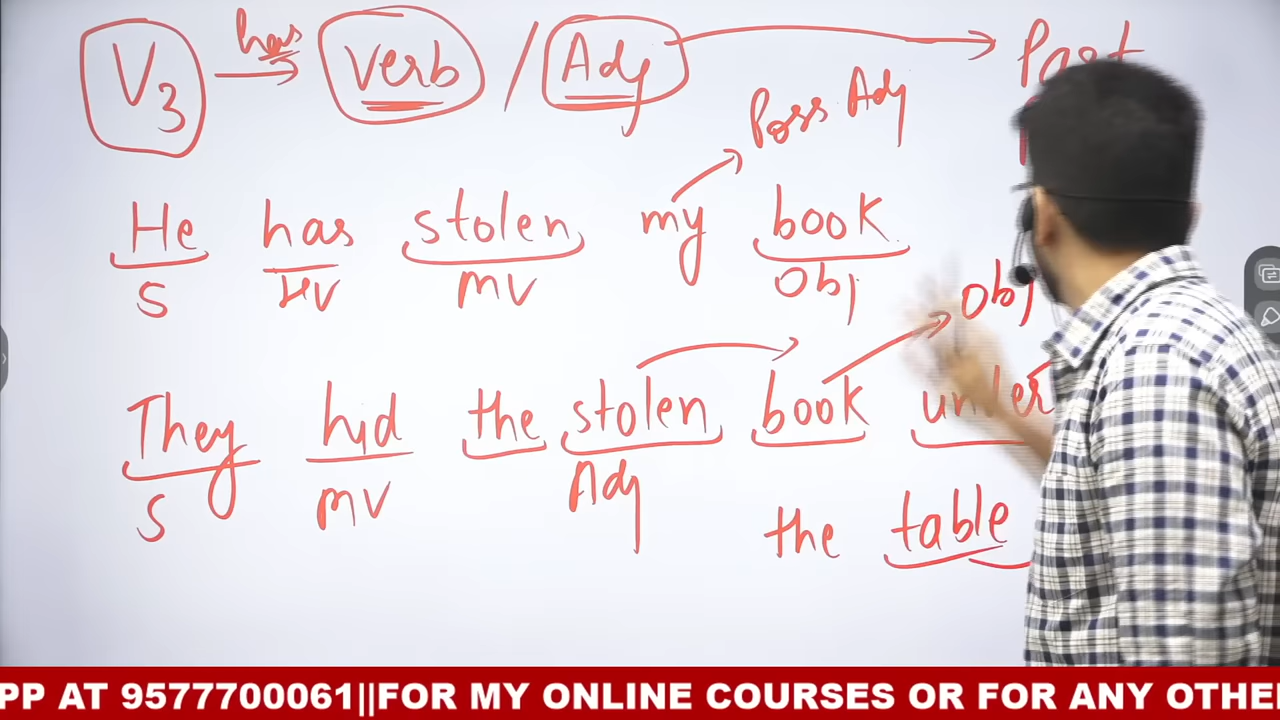 has
V3 → Verb / Adj → Past
Poss Adj
He has stolen my book
S HV MV Obj
Obj
They hid the stolen book under
S MV Adj
the table
PP AT 9577700061||FOR MY ONLINE COURSES OR FOR ANY OTHE